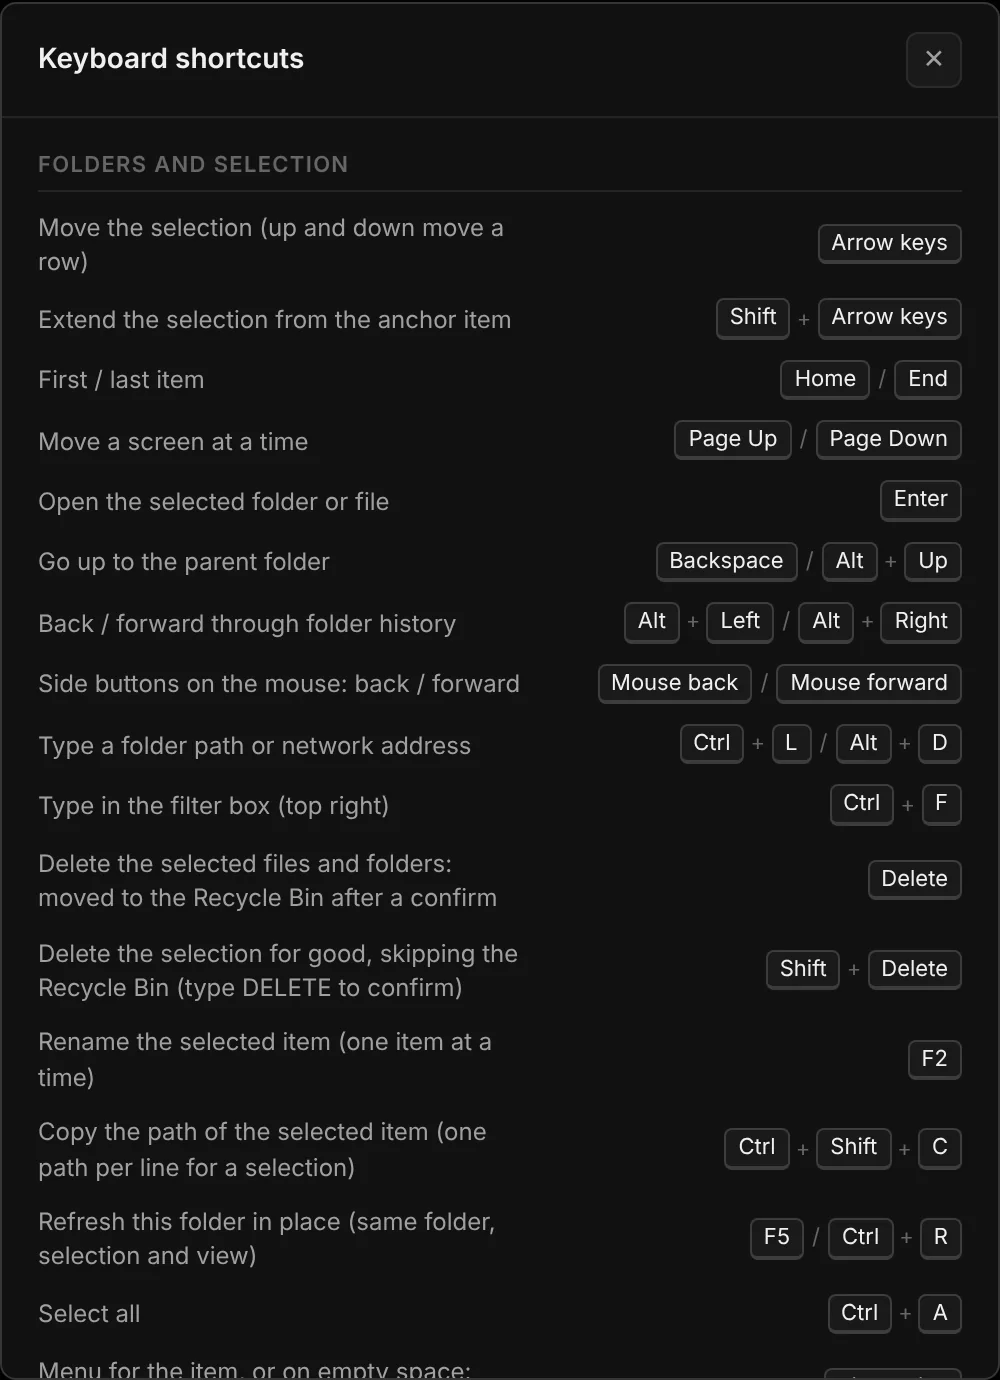 Keyboard shortcuts
×
FOLDERS AND SELECTION
Move the selection (up and down move a
row)
Arrow keys
Extend the selection from the anchor item
Shift + Arrow keys
First / last item
Home / End
Move a screen at a time
Page Up / Page Down
Open the selected folder or file
Enter
Go up to the parent folder
Backspace / Alt + Up
Back / forward through folder history
Alt + Left / Alt + Right
Side buttons on the mouse: back / forward
Mouse back / Mouse forward
Type a folder path or network address
Ctrl + L / Alt + D
Type in the filter box (top right)
Ctrl + F
Delete the selected files and folders:
moved to the Recycle Bin after a confirm
Delete
Delete the selection for good, skipping the
Recycle Bin (type DELETE to confirm)
Shift + Delete
Rename the selected item (one item at a
time)
F2
Copy the path of the selected item (one
path per line for a selection)
Ctrl + Shift + C
Refresh this folder in place (same folder,
selection and view)
F5 / Ctrl + R
Select all
Ctrl + A
Menu for the item, or on empty space: